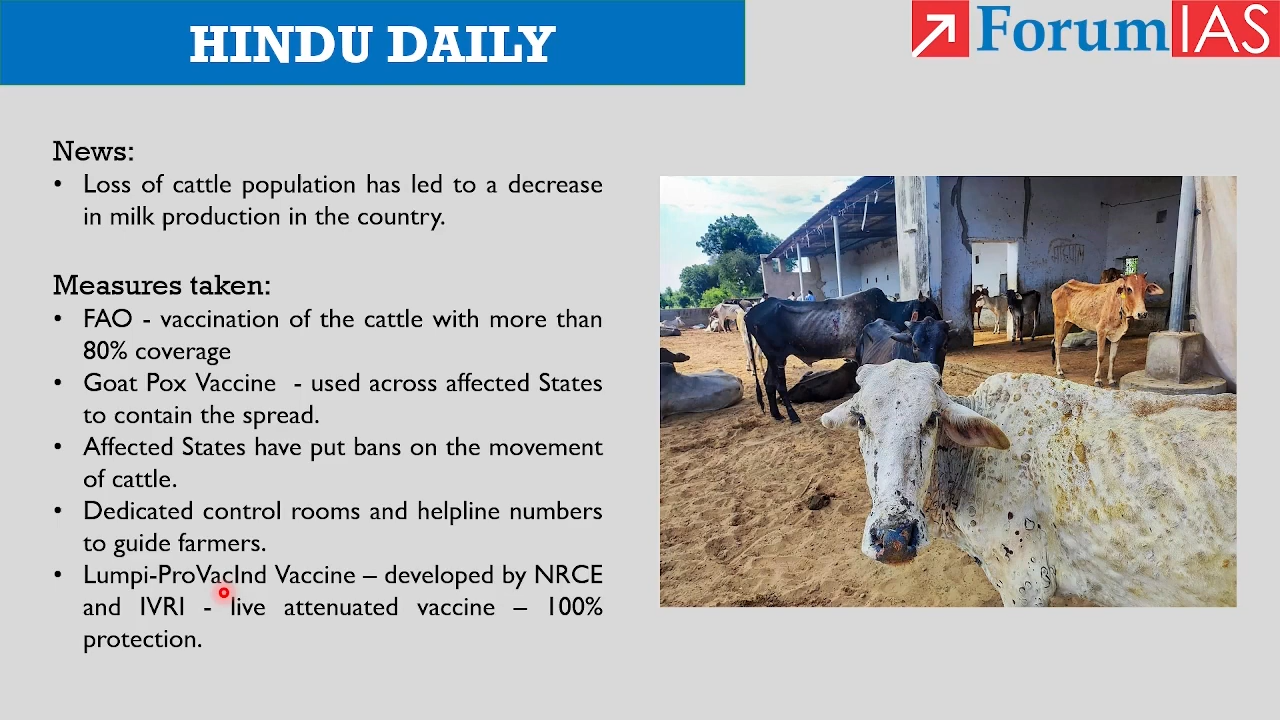 HINDU DAILY
Forum IAS
News:
• Loss of cattle population has led to a decrease
in milk production in the country.
Measures taken:
• FAO - vaccination of the cattle with more than
80% coverage
• Goat Pox Vaccine - used across affected States
to contain the spread.
• Affected States have put bans on the movement
of cattle.
• Dedicated control rooms and helpline numbers
to guide farmers.
• Lumpi-ProVacInd Vaccine – developed by NRCE
and IVRI - live attenuated vaccine – 100%
protection.